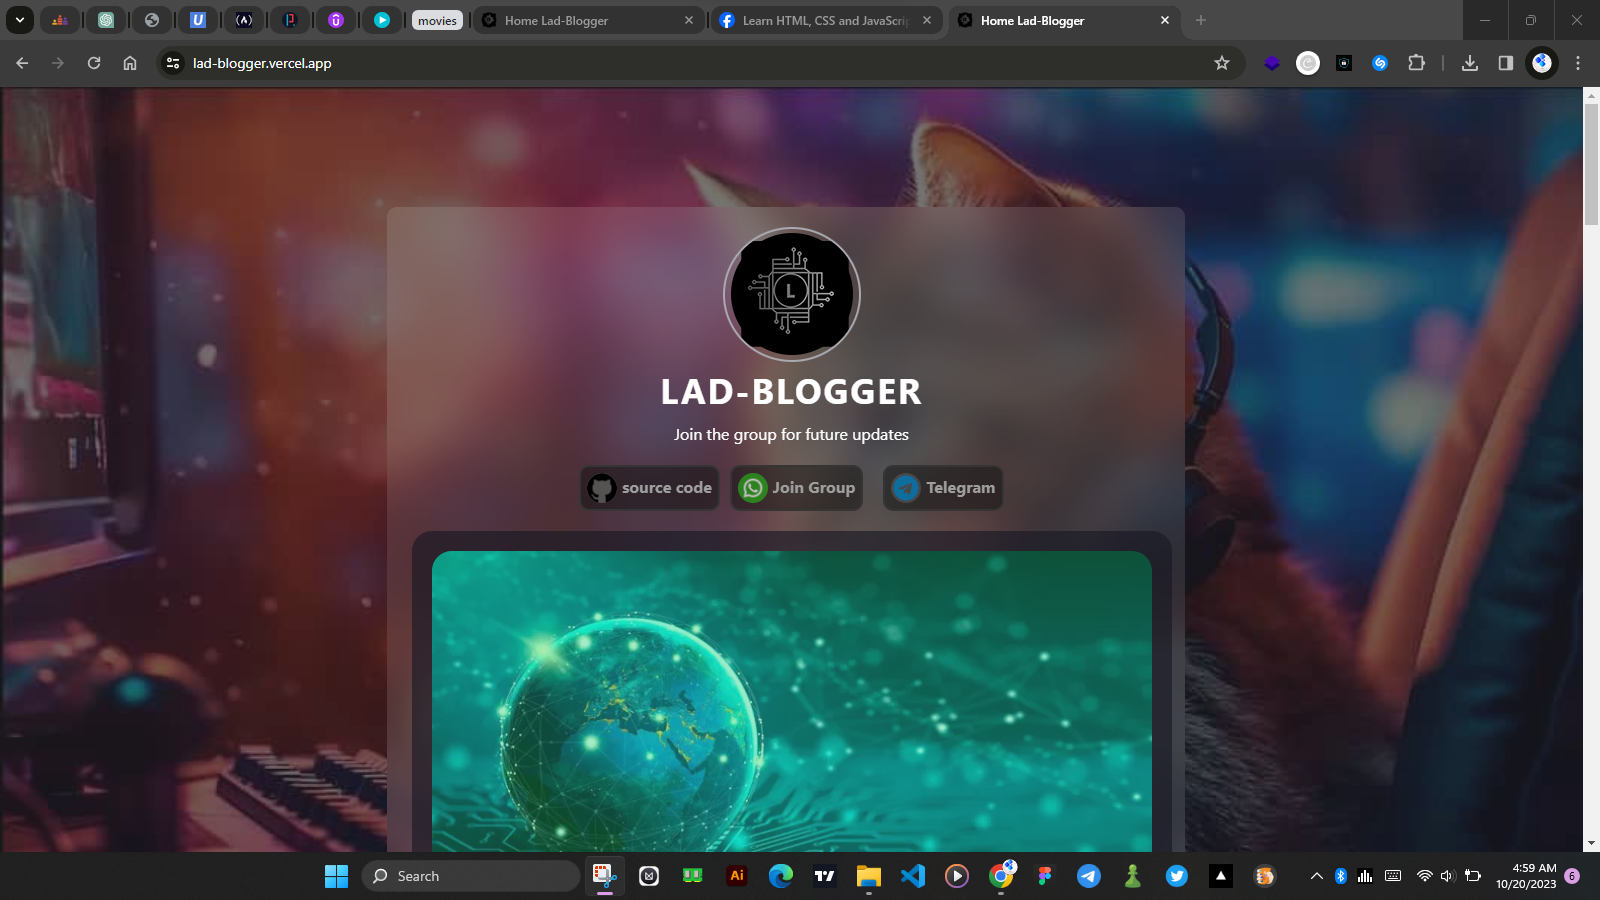 movies
Home Lad-Blogger
Learn HTML, CSS and JavaScrip
Home Lad-Blogger
lad-blogger.vercel.app
L
LAD-BLOGGER
Join the group for future updates
source code
Join Group
Telegram
Search
Ai
4:59 AM
10/20/2023
6